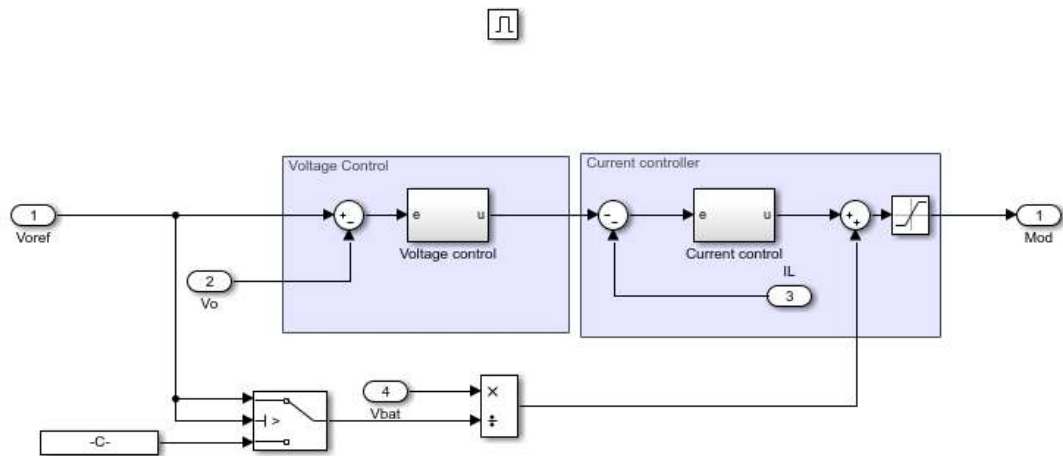 Voltage Control
Current controller
1
Voref
+
−
e
u
Voltage control
−
−
e
u
Current control
+
+
1
Mod
2
Vo
IL
3
4
Vbat
×
÷
>
-C-